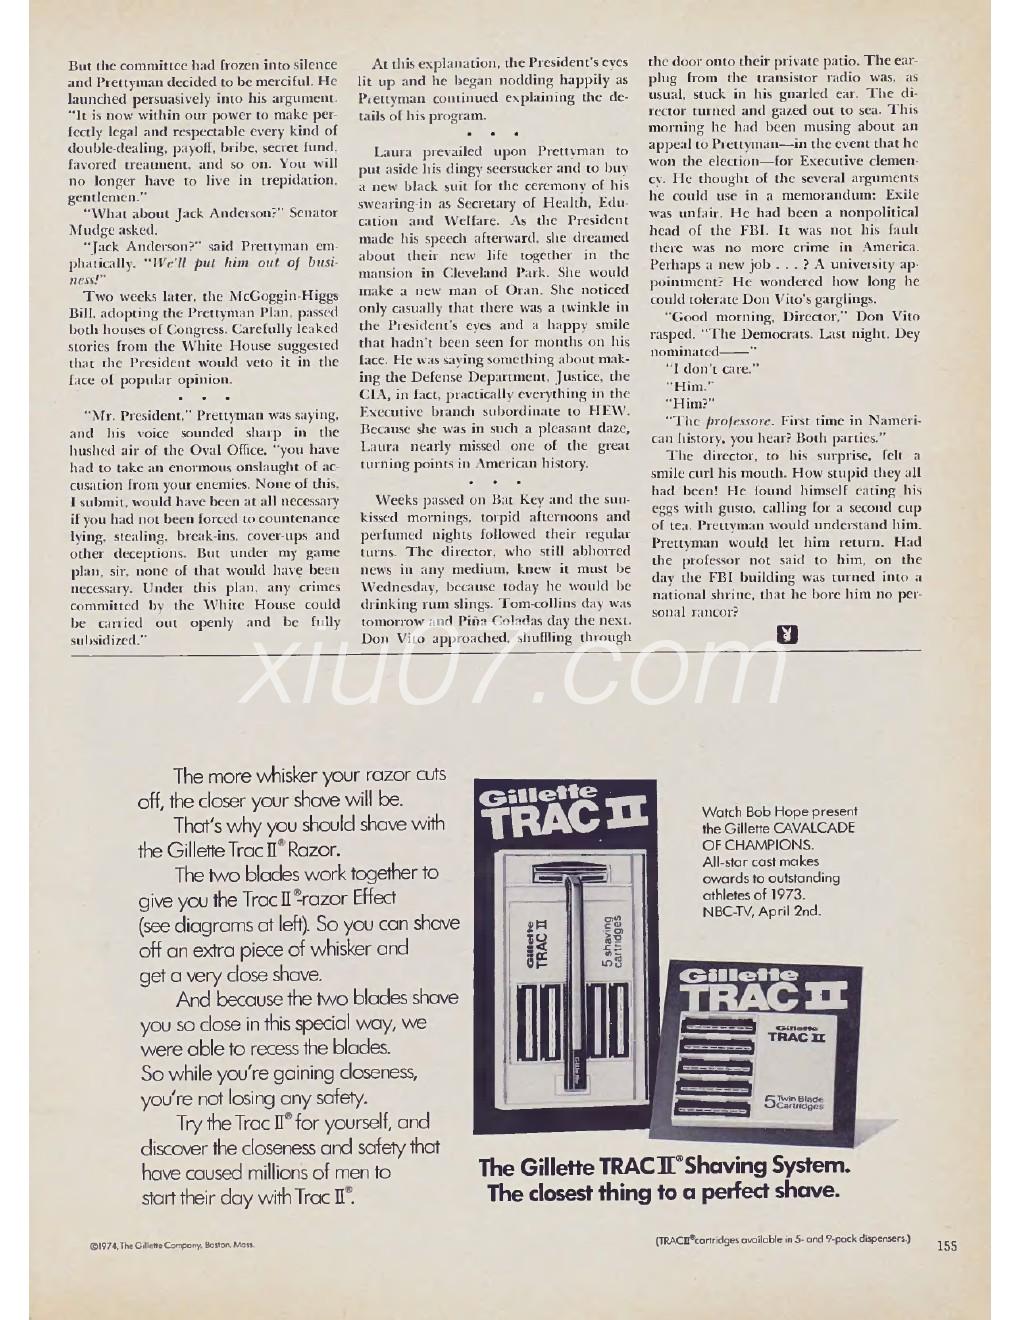 But the committee had frozen into silence
and Prettyman decided to be merciful. He
launched persuasively into his argument.
"It is now within our power to make per-
fectly legal and respectable every kind of
double-dealing, payoff, bribe, secret fund,
favored treatment, and so on. You will
no longer have to live in trepidation,
gentlemen."
"What about Jack Anderson?" Senator
Mudge asked.
"Jack Anderson?" said Prettyman em-
phatically. "We'll put him out of busi-
ness!"
Two weeks later, the McGoggin-Higgs
Bill, adopting the Prettyman Plan, passed
both houses of Congress. Carefully leaked
stories from the White House suggested
that the President would veto it in the
face of popular opinion.
• • •
"Mr. President," Prettyman was saying,
and his voice sounded sharp in the
hushed air of the Oval Office, "you have
had to take an enormous onslaught of ac-
cusation from your enemies. None of this,
I submit, would have been at all necessary
if you had not been forced to countenance
lying, stealing, break-ins, cover-ups and
other deceptions. But under my game
plan, sir, none of that would have been
necessary. Under this plan, any crimes
committed by the White House could
be carried out openly and be fully
subsidized."
At this explanation, the President's eyes
lit up and he began nodding happily as
Prettyman continued explaining the de-
tails of his program.
• • •
Laura prevailed upon Prettyman to
put aside his dingy seersucker and to buy
a new black suit for the ceremony of his
swearing-in as Secretary of Health, Edu-
cation and Welfare. As the President
made his speech afterward, she dreamed
about their new life together in the
mansion in Cleveland Park. She would
make a new man of Oran. She noticed
only casually that there was a twinkle in
the President's eyes and a happy smile
that hadn't been seen for months on his
face. He was saying something about mak-
ing the Defense Department, Justice, the
CIA, in fact, practically everything in the
Executive branch subordinate to HEW.
Because she was in such a pleasant daze,
Laura nearly missed one of the great
turning points in American history.
• • •
Weeks passed on Bat Key and the sun-
kissed mornings, torpid afternoons and
perfumed nights followed their regular
turns. The director, who still abhorred
news in any medium, knew it must be
Wednesday, because today he would be
drinking rum slings. Tom-collins day was
tomorrow and Piña Coladas day the next.
Don Vito approached, shuffling through
the door onto their private patio. The ear-
plug from the transistor radio was, as
usual, stuck in his gnarled ear. The di-
rector turned and gazed out to sea. This
morning he had been musing about an
appeal to Prettyman—in the event that he
won the election—for Executive clemen-
cy. He thought of the several arguments
he could use in a memorandum: Exile
was unfair. He had been a nonpolitical
head of the FBI. It was not his fault
there was no more crime in America.
Perhaps a new job . . . ? A university ap-
pointment? He wondered how long he
could tolerate Don Vito's garglings.
"Good morning, Director," Don Vito
rasped. "The Democrats. Last night. Dey
nominated——"
"I don't care."
"Him."
"Him?"
"The professore. First time in Nameri-
can history, you hear? Both parties."
The director, to his surprise, felt a
smile curl his mouth. How stupid they all
had been! He found himself eating his
eggs with gusto, calling for a second cup
of tea. Prettyman would understand him.
Prettyman would let him return. Had
the professor not said to him, on the
day the FBI building was turned into a
national shrine, that he bore him no per-
sonal rancor?
xiu07.com
The more whisker your razor cuts
off, the closer your shave will be.
That's why you should shave with
the Gillette Trac II® Razor.
The two blades work together to
give you the Trac II®-razor Effect
(see diagrams at left). So you can shave
off an extra piece of whisker and
get a very close shave.
And because the two blades shave
you so close in this special way, we
were able to recess the blades.
So while you're gaining closeness,
you're not losing any safety.
Try the Trac II® for yourself, and
discover the closeness and safety that
have caused millions of men to
start their day with Trac II®.
Gillette
TRAC II
Gillette
TRAC II
5 shaving
cartridges
Watch Bob Hope present
the Gillette CAVALCADE
OF CHAMPIONS.
All-star cast makes
awards to outstanding
athletes of 1973.
NBC-TV, April 2nd.
Gillette
TRAC II
Gillette
TRAC II
5 Twin Blade
Cartridges
The Gillette TRAC II® Shaving System.
The closest thing to a perfect shave.
©1974, The Gillette Company, Boston, Mass.
(TRAC II® cartridges available in 5- and 9-pack dispensers.)
155